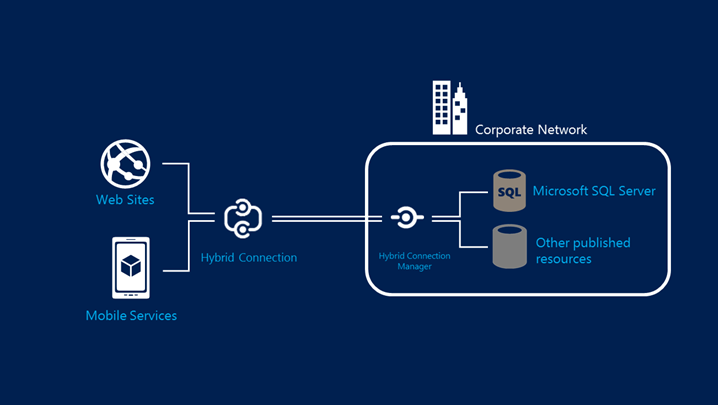 Corporate Network
Web Sites
Mobile Services
Hybrid Connection
Hybrid Connection
Manager
SQL
Microsoft SQL Server
Other published
resources